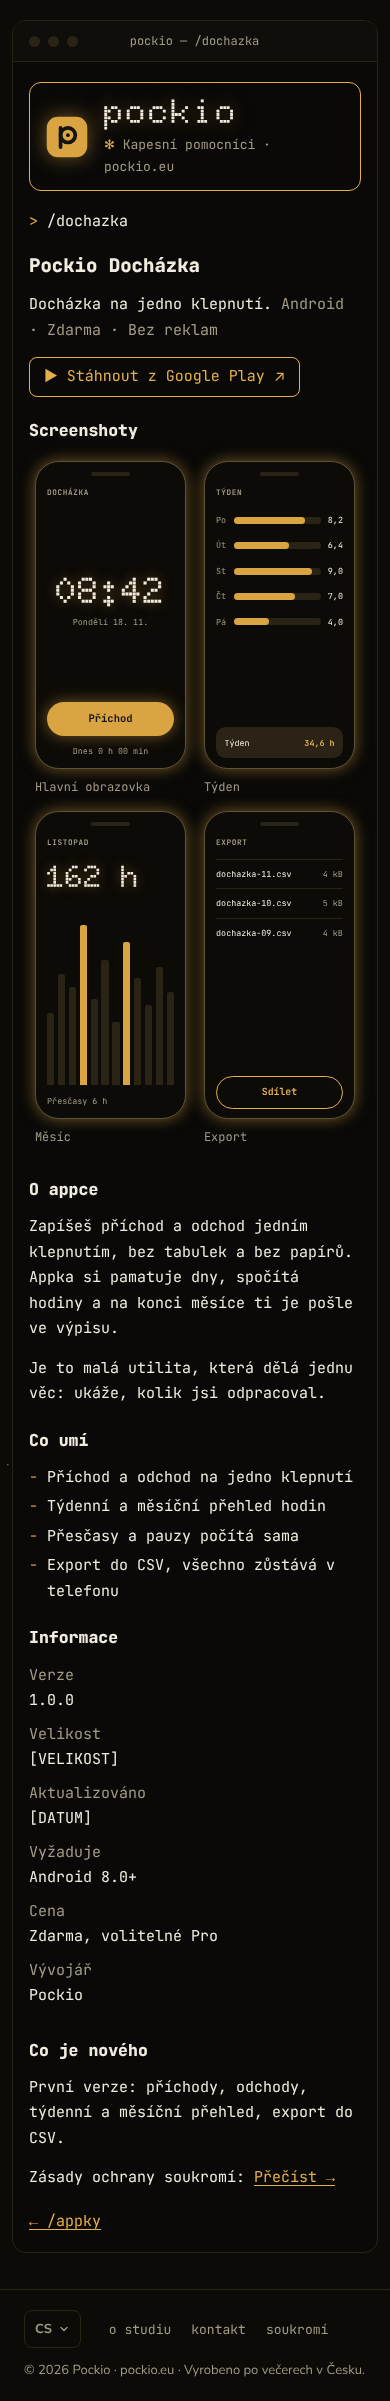 pockio — /dochazka
pockio
✻ Kapesní pomocníci ·
pockio.eu
> /dochazka
Pockio Docházka
Docházka na jedno klepnutí. Android
· Zdarma · Bez reklam
▶ Stáhnout z Google Play ↗
Screenshoty
DOCHÁZKA
08:42
Pondělí 18. 11.
Příchod
Dnes 0 h 00 min
Hlavní obrazovka
TÝDEN
Po 8,2
Út 6,4
St 9,0
Čt 7,0
Pá 4,0
Týden 34,6 h
Týden
LISTOPAD
162 h
Přesčasy 6 h
Měsíc
EXPORT
dochazka-11.csv 4 kB
dochazka-10.csv 5 kB
dochazka-09.csv 4 kB
Sdílet
Export
O appce
Zapíšeš příchod a odchod jedním
klepnutím, bez tabulek a bez papírů.
Appka si pamatuje dny, spočítá
hodiny a na konci měsíce ti je pošle
ve výpisu.
Je to malá utilita, která dělá jednu
věc: ukáže, kolik jsi odpracoval.
Co umí
- Příchod a odchod na jedno klepnutí
- Týdenní a měsíční přehled hodin
- Přesčasy a pauzy počítá sama
- Export do CSV, všechno zůstává v
telefonu
Informace
Verze
1.0.0
Velikost
[VELIKOST]
Aktualizováno
[DATUM]
Vyžaduje
Android 8.0+
Cena
Zdarma, volitelné Pro
Vývojář
Pockio
Co je nového
První verze: příchody, odchody,
týdenní a měsíční přehled, export do
CSV.
Zásady ochrany soukromí: Přečíst →
← /appky
CS
o studiu kontakt soukromí
© 2026 Pockio · pockio.eu · Vyrobeno po večerech v Česku.